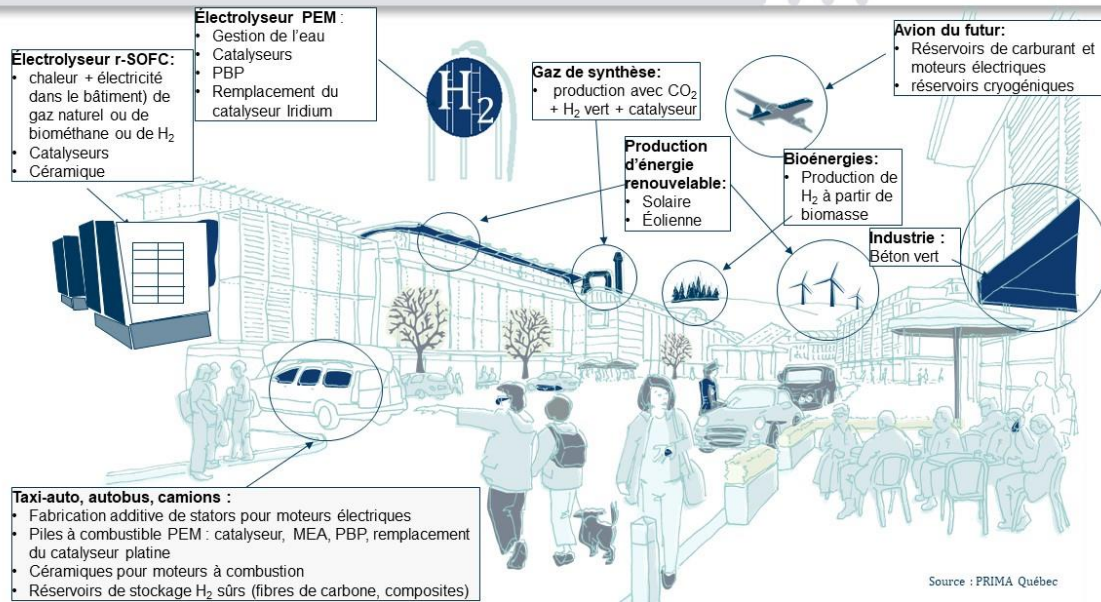 Électrolyseur PEM :
• Gestion de l'eau
• Catalyseurs
• PBP
• Remplacement du
catalyseur Iridium
Électrolyseur r-SOFC:
• chaleur + électricité
dans le bâtiment) de
gaz naturel ou de
biométhane ou de H₂
• Catalyseurs
• Céramique
H₂
Gaz de synthèse:
• production avec CO₂
+ H₂ vert + catalyseur
Avion du futur:
• Réservoirs de carburant et
moteurs électriques
• réservoirs cryogéniques
Production
d'énergie
renouvelable:
• Solaire
• Éolienne
Bioénergies:
• Production de
H₂ à partir de
biomasse
Industrie :
Béton vert
Taxi-auto, autobus, camions :
• Fabrication additive de stators pour moteurs électriques
• Piles à combustible PEM : catalyseur, MEA, PBP, remplacement
du catalyseur platine
• Céramiques pour moteurs à combustion
• Réservoirs de stockage H₂ sûrs (fibres de carbone, composites)
Source : PRIMA Québec